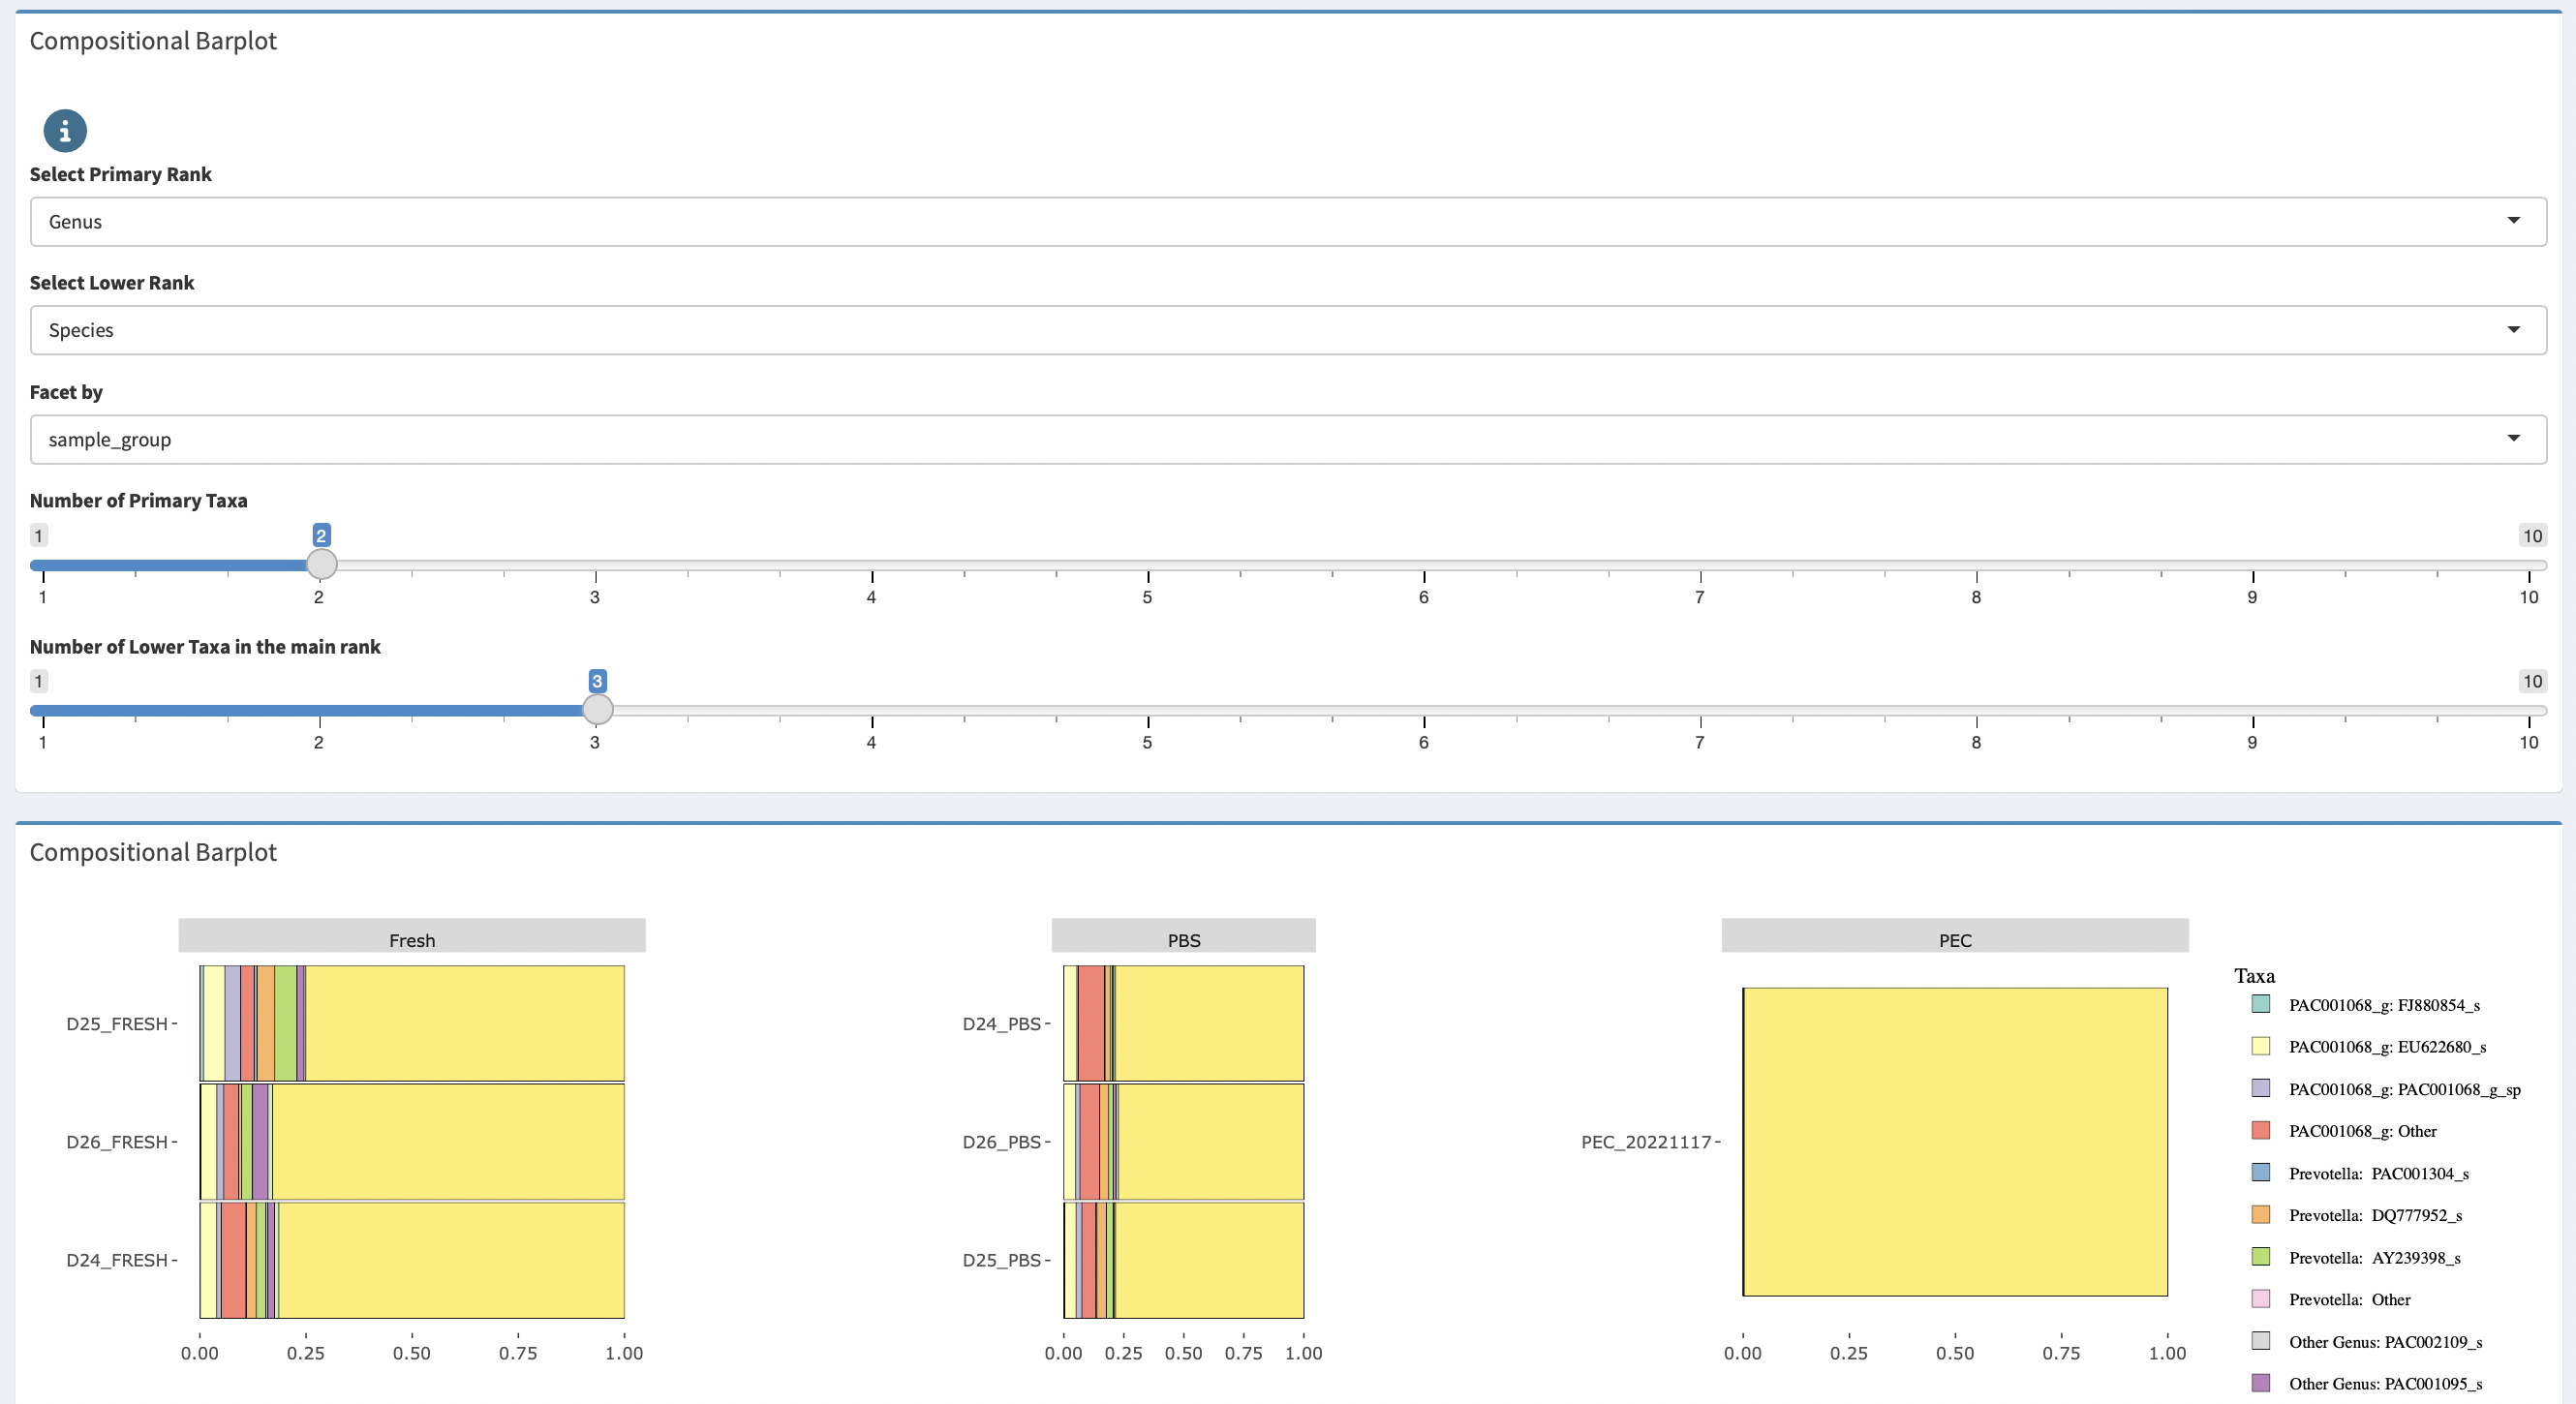 Compositional Barplot
i
Select Primary Rank
Genus
Select Lower Rank
Species
Facet by
sample_group
Number of Primary Taxa
1 2 10
1 2 3 4 5 6 7 8 9 10
Number of Lower Taxa in the main rank
1 3 10
1 2 3 4 5 6 7 8 9 10
Compositional Barplot
Fresh
D25_FRESH
D26_FRESH
D24_FRESH
0.00 0.25 0.50 0.75 1.00
PBS
D24_PBS
D26_PBS
D25_PBS
0.00 0.25 0.50 0.75 1.00
PEC
PEC_20221117
0.00 0.25 0.50 0.75 1.00
Taxa
PAC001068_g: FJ880854_s
PAC001068_g: EU622680_s
PAC001068_g: PAC001068_g_sp
PAC001068_g: Other
Prevotella: PAC001304_s
Prevotella: DQ777952_s
Prevotella: AY239398_s
Prevotella: Other
Other Genus: PAC002109_s
Other Genus: PAC001095_s